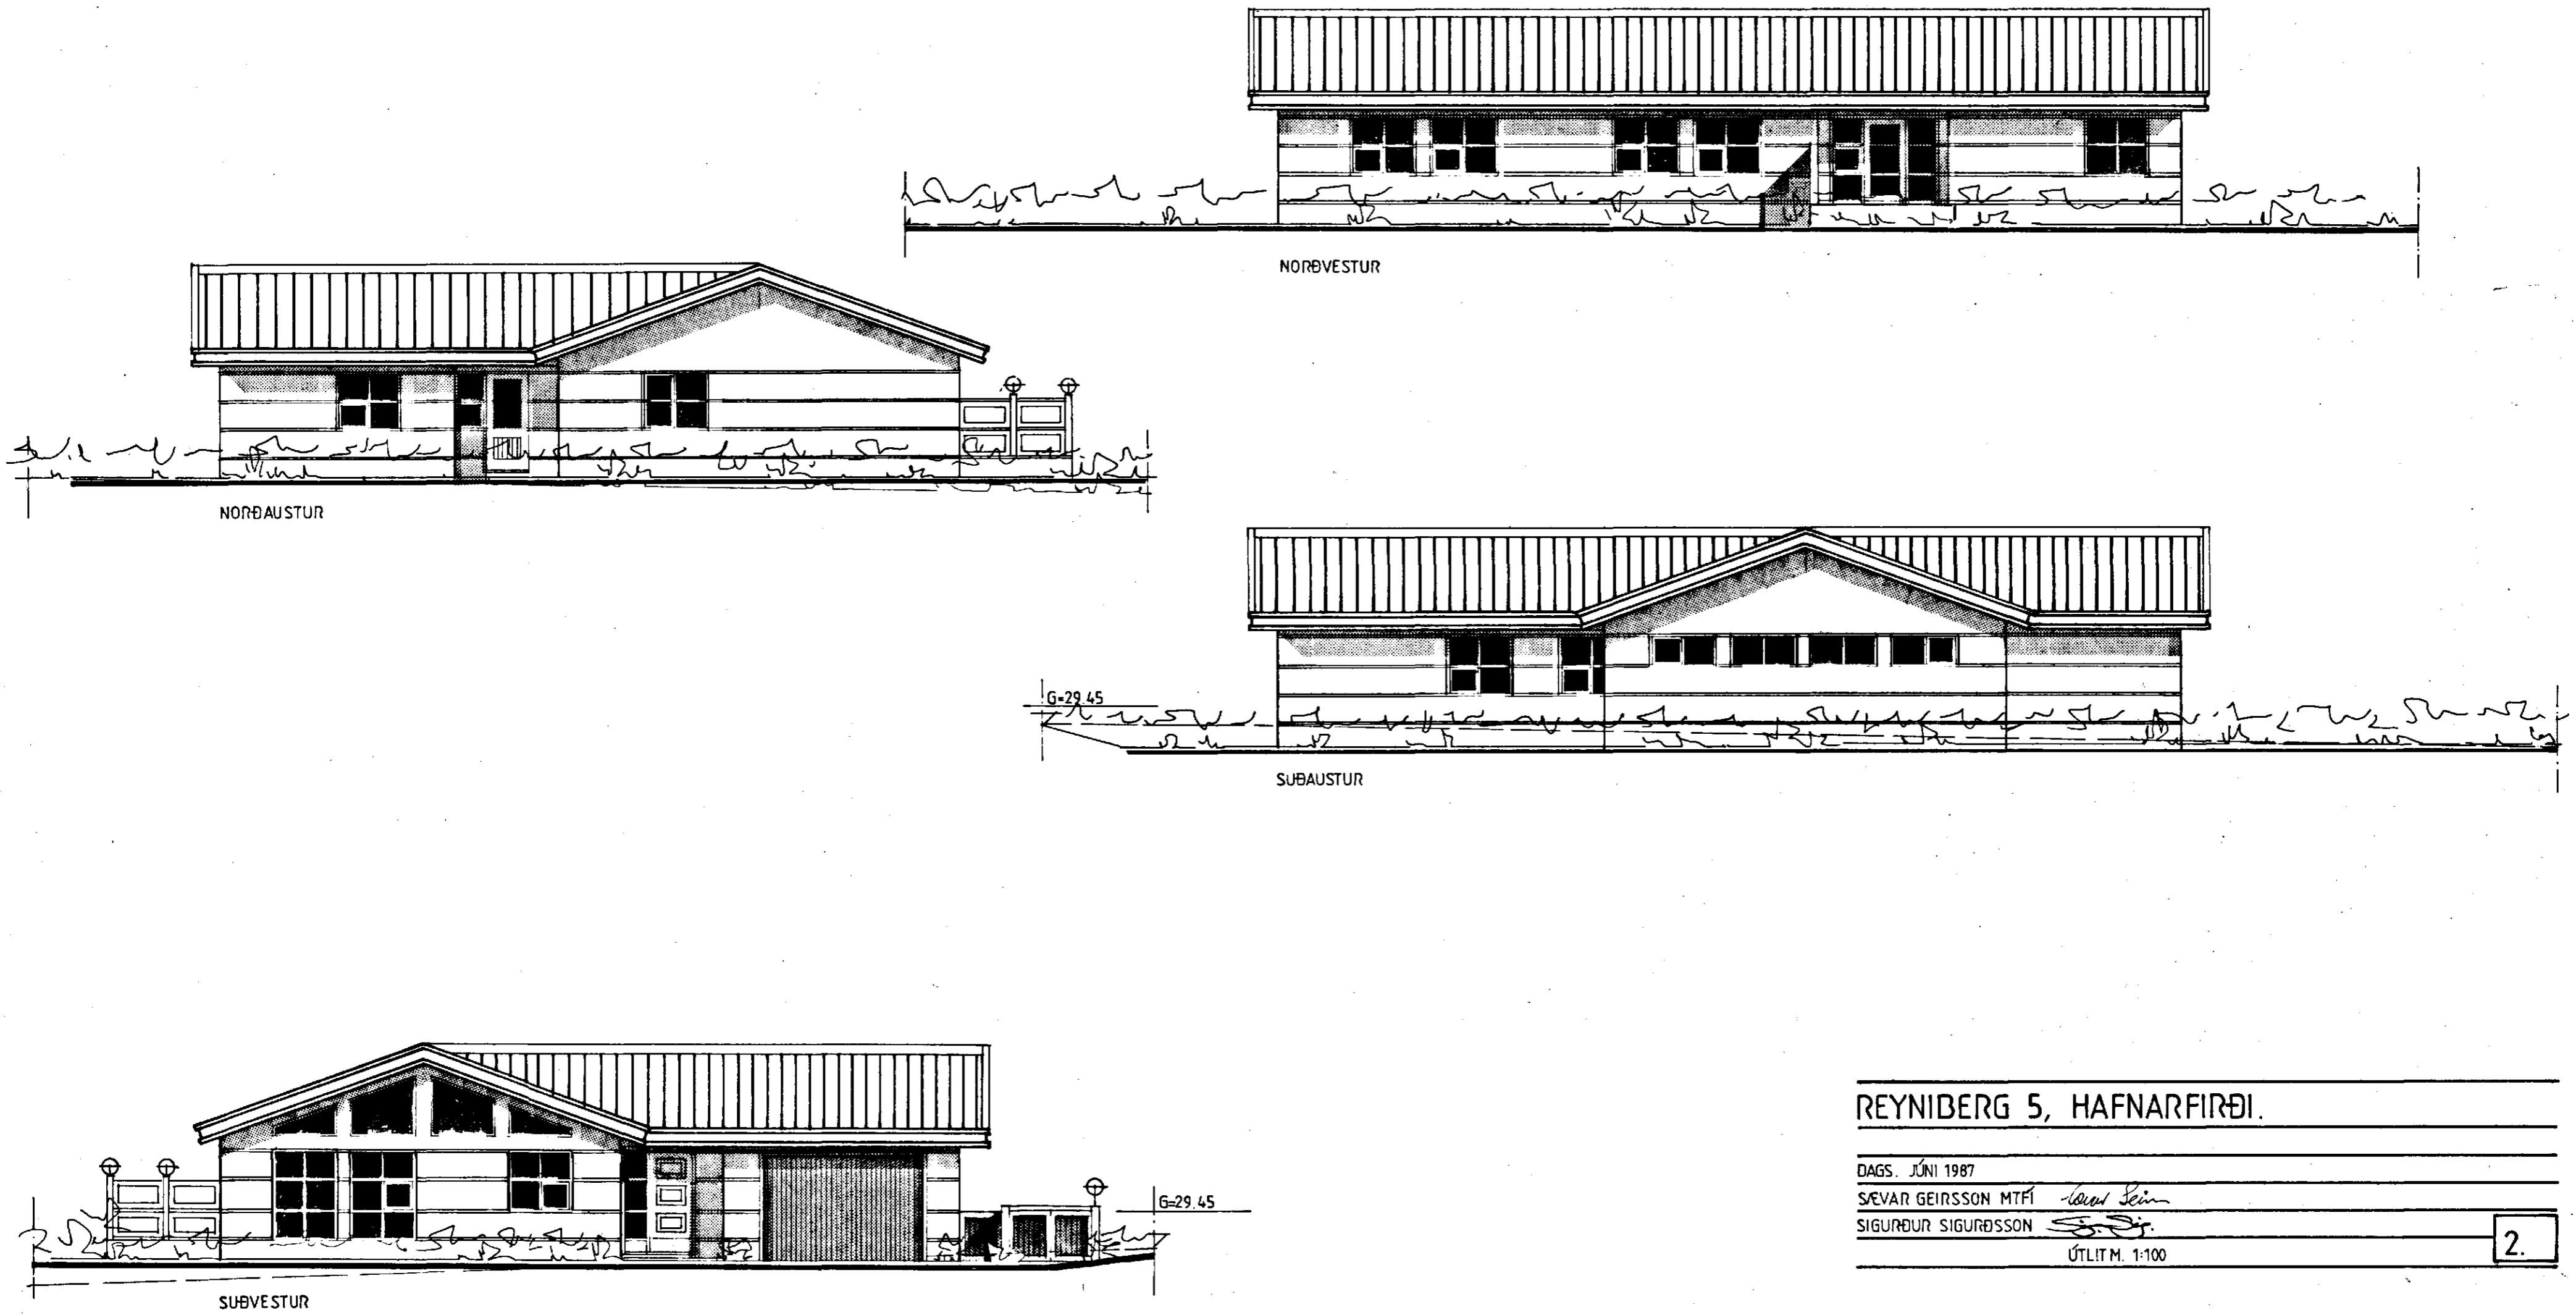 NORÐVESTUR
NORÐAUSTUR
G=29.45
SUÐAUSTUR
G=29.45
SUÐVESTUR
REYNIBERG 5, HAFNARFIRÐI.
DAGS. JÚNI 1987
SÆVAR GEIRSSON MTFÍ
SIGURÐUR SIGURÐSSON
ÚTLIT M. 1:100
2.